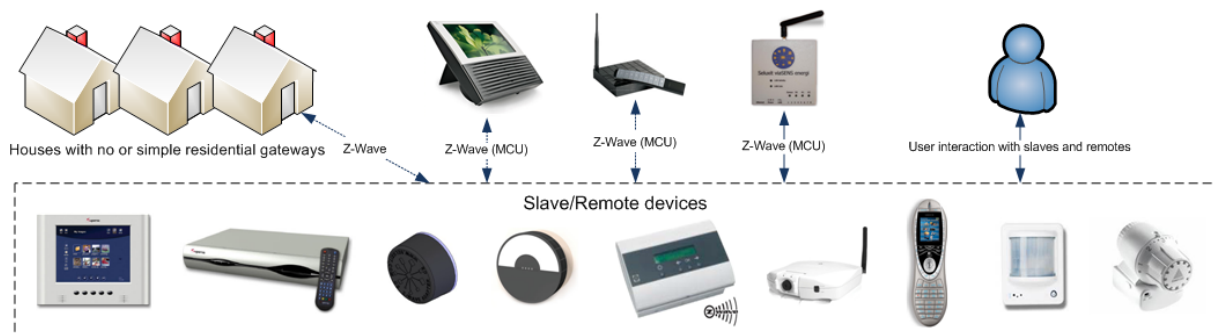 Houses with no or simple residential gateways
Z-Wave
Z-Wave (MCU)
Z-Wave (MCU)
Z-Wave (MCU)
User interaction with slaves and remotes
Slave/Remote devices